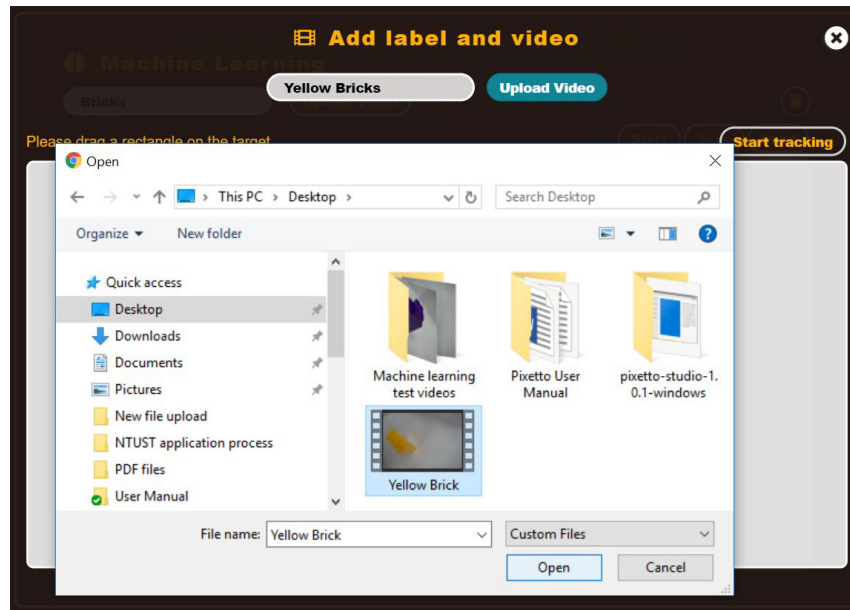 Add label and video
Machine Learning
Yellow Bricks
Upload Video
Bricks
Please drag a rectangle on the target
Start
Start tracking
Open
This PC > Desktop >
Search Desktop
Organize
New folder
Quick access
Desktop
Downloads
Documents
Pictures
New file upload
NTUST application process
PDF files
User Manual
Machine learning
test videos
Pixetto User
Manual
pixetto-studio-1.
0.1-windows
Yellow Brick
File name: Yellow Brick
Custom Files
Open
Cancel